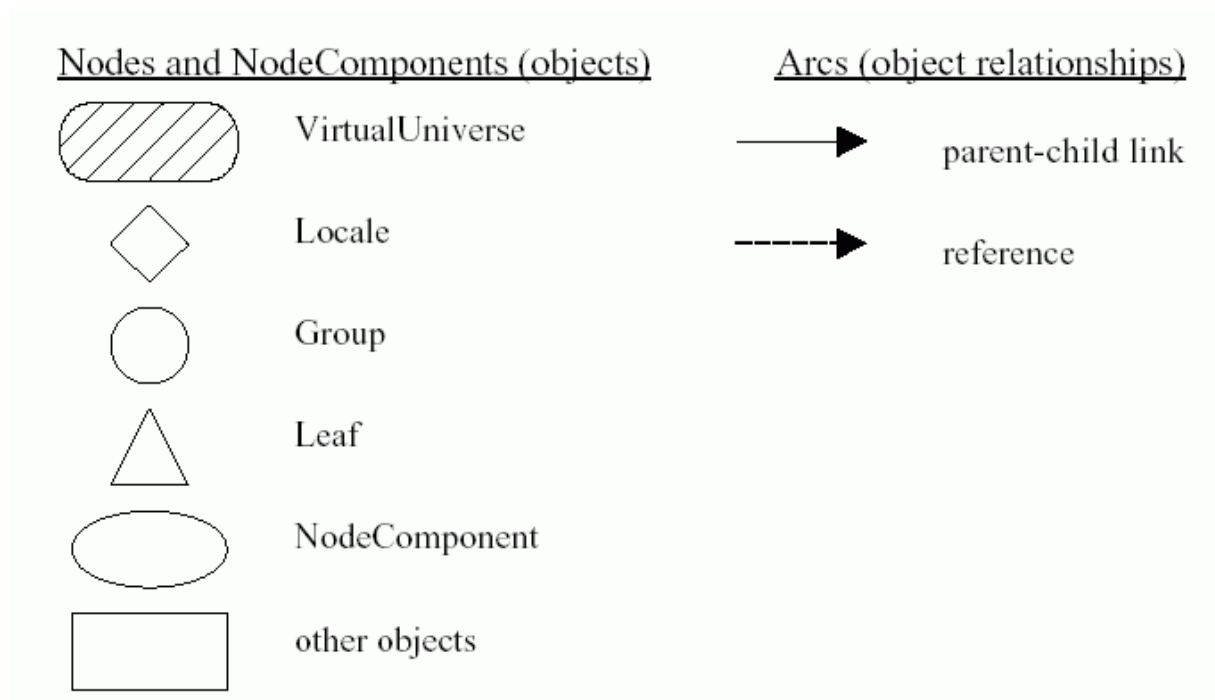 Nodes and NodeComponents (objects)
VirtualUniverse
Locale
Group
Leaf
NodeComponent
other objects
Arcs (object relationships)
parent-child link
reference